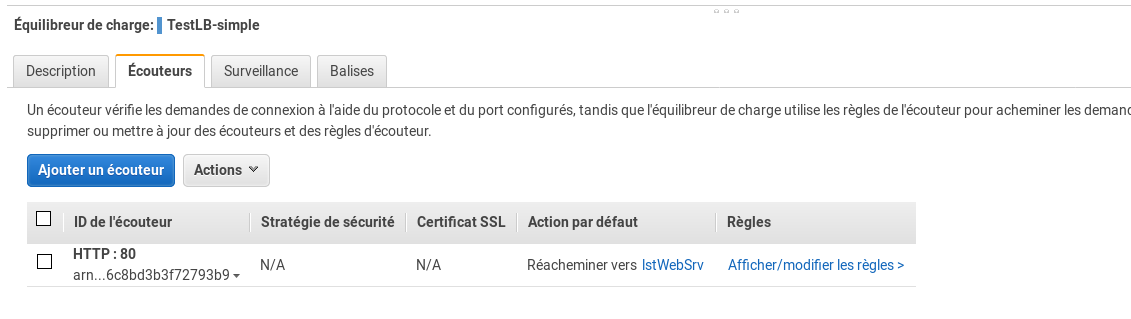 Équilibreur de charge: TestLB-simple
Description Écouteurs Surveillance Balises
Un écouteur vérifie les demandes de connexion à l'aide du protocole et du port configurés, tandis que l'équilibreur de charge utilise les règles de l'écouteur pour acheminer les demand
supprimer ou mettre à jour des écouteurs et des règles d'écouteur.
Ajouter un écouteur Actions
ID de l'écouteur Stratégie de sécurité Certificat SSL Action par défaut Règles
HTTP : 80
arn...6c8bd3b3f72793b9 N/A N/A Réacheminer vers lstWebSrv Afficher/modifier les règles >